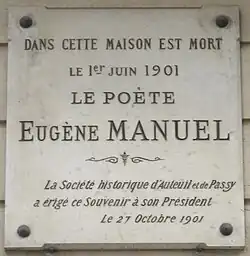 DANS CETTE MAISON EST MORT
LE 1er JUIN 1901
LE POÈTE
EUGÈNE MANUEL
La Société historique d'Auteuil et de Passy
a érigé ce Souvenir à son Président
Le 27 Octobre 1901